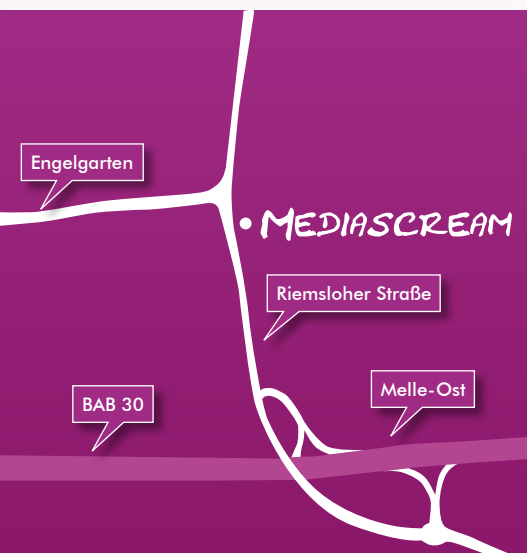 Engelgarten
MEDIASCREAM
Riemsloher Straße
Melle-Ost
BAB 30